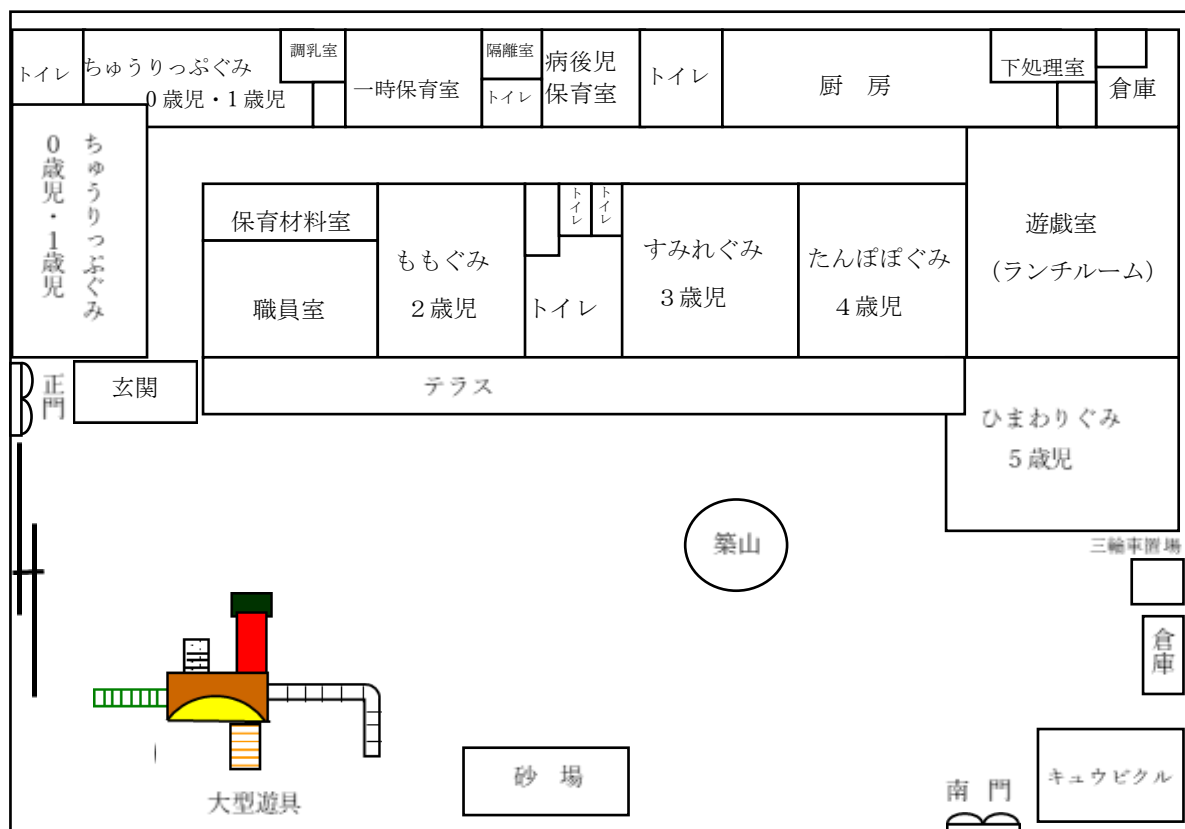 トイレ
ちゅうりっぷぐみ
０歳児・１歳児
調乳室
一時保育室
隔離室
トイレ
病後児
保育室
トイレ
厨　房
下処理室
倉庫
ちゅうりっぷぐみ
０歳児・１歳児
保育材料室
職員室
ももぐみ
２歳児
トイレ
トイレ
トイレ
すみれぐみ
３歳児
たんぽぽぐみ
４歳児
遊戯室
（ランチルーム）
正門
玄関
テラス
ひまわりぐみ
５歳児
築山
三輪車置場
倉庫
大型遊具
砂　場
南　門
キュウビクル